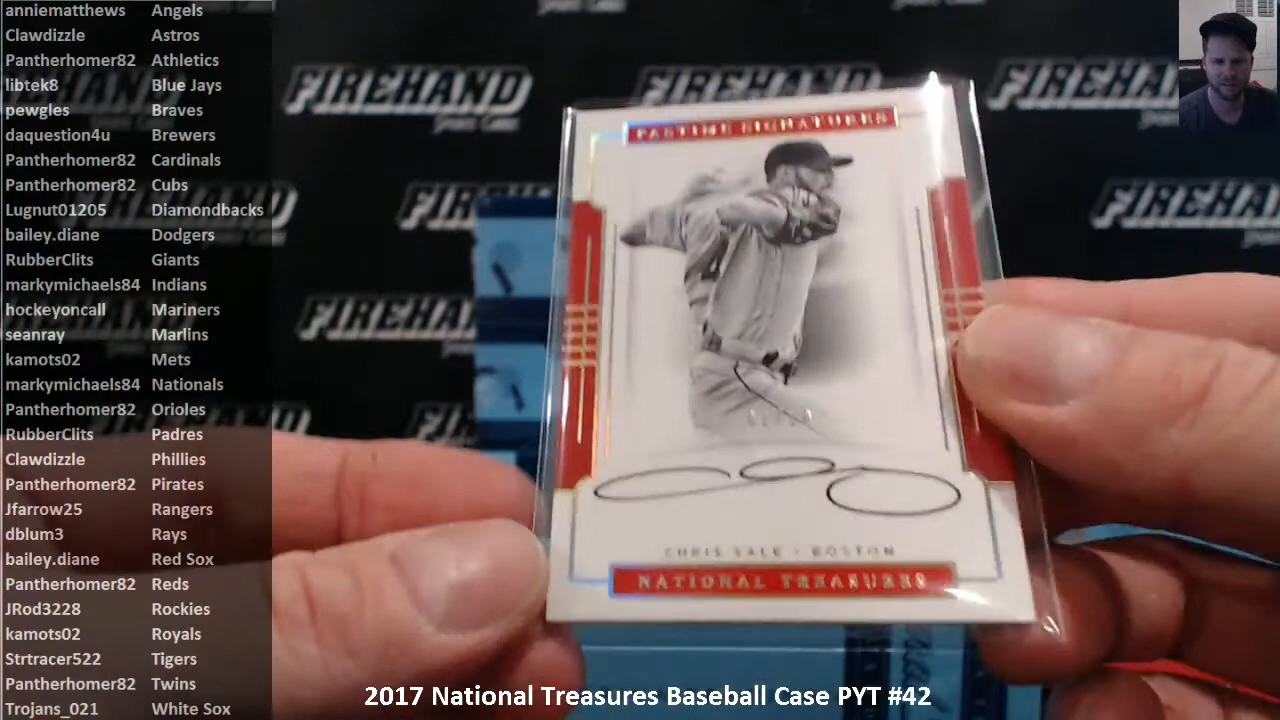 anniematthews Angels
Clawdizzle Astros
Pantherhomer82 Athletics
libtek8 Blue Jays
pewgles Braves
daquestion4u Brewers
Pantherhomer82 Cardinals
Pantherhomer82 Cubs
Lugnut01205 Diamondbacks
bailey.diane Dodgers
RubberClits Giants
markymichaels84 Indians
hockeyoncall Mariners
seanray Marlins
kamots02 Mets
markymichaels84 Nationals
Pantherhomer82 Orioles
RubberClits Padres
Clawdizzle Phillies
Pantherhomer82 Pirates
Jfarrow25 Rangers
dblum3 Rays
bailey.diane Red Sox
Pantherhomer82 Reds
JRod3228 Rockies
kamots02 Royals
Strtracer522 Tigers
Pantherhomer82 Twins
Trojans_021 White Sox
FIREHAND
FIREHAND
FIREHAND
FIREHAND
PASTIME SIGNATURES
CHRIS SALE • BOSTON
NATIONAL TREASURES
2017 National Treasures Baseball Case PYT #42